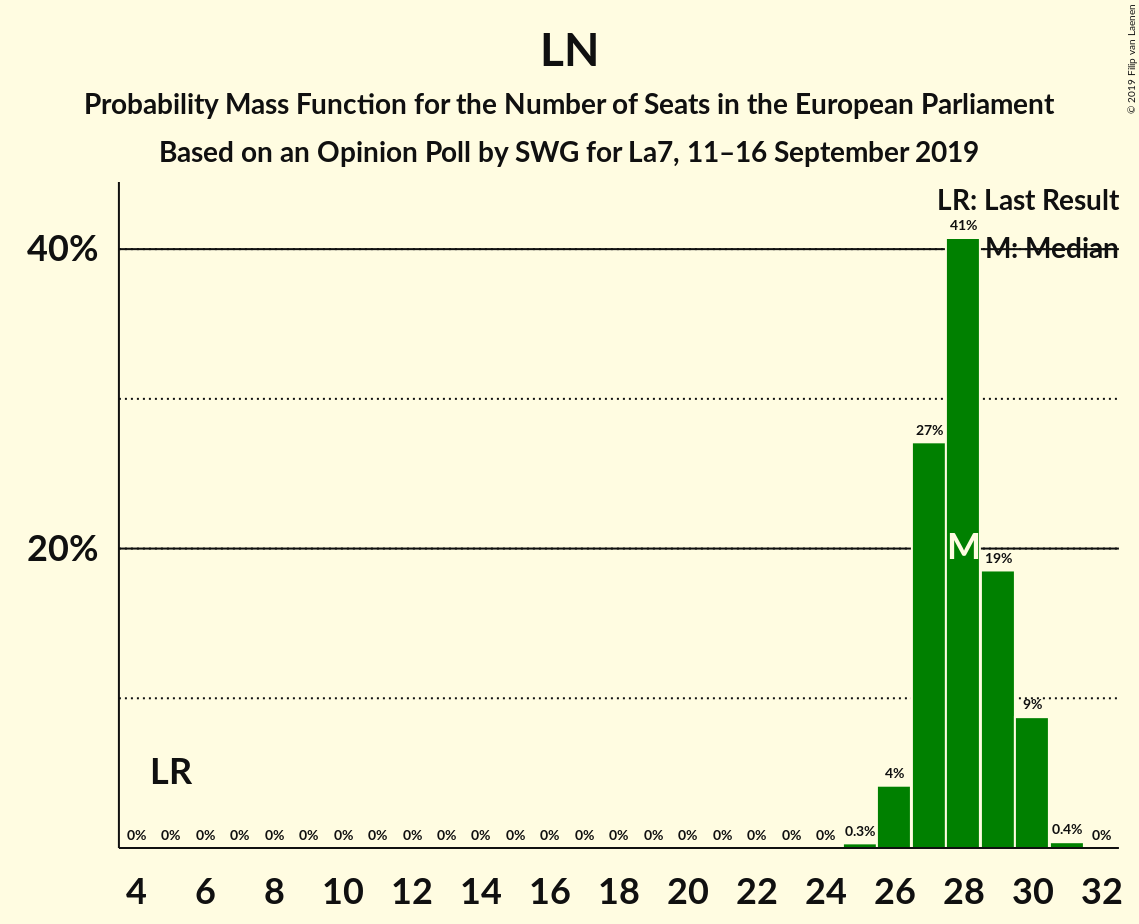 LN
Probability Mass Function for the Number of Seats in the European Parliament
Based on an Opinion Poll by SWG for La7, 11–16 September 2019
© 2019 Filip van Laenen
LR: Last Result
M: Median
40%
20%
41%
27%
M
19%
9%
4%
LR
0% 0% 0% 0% 0% 0% 0% 0% 0% 0% 0% 0% 0% 0% 0% 0% 0% 0% 0% 0% 0% 0.3% 0.4% 0%
4 6 8 10 12 14 16 18 20 22 24 26 28 30 32